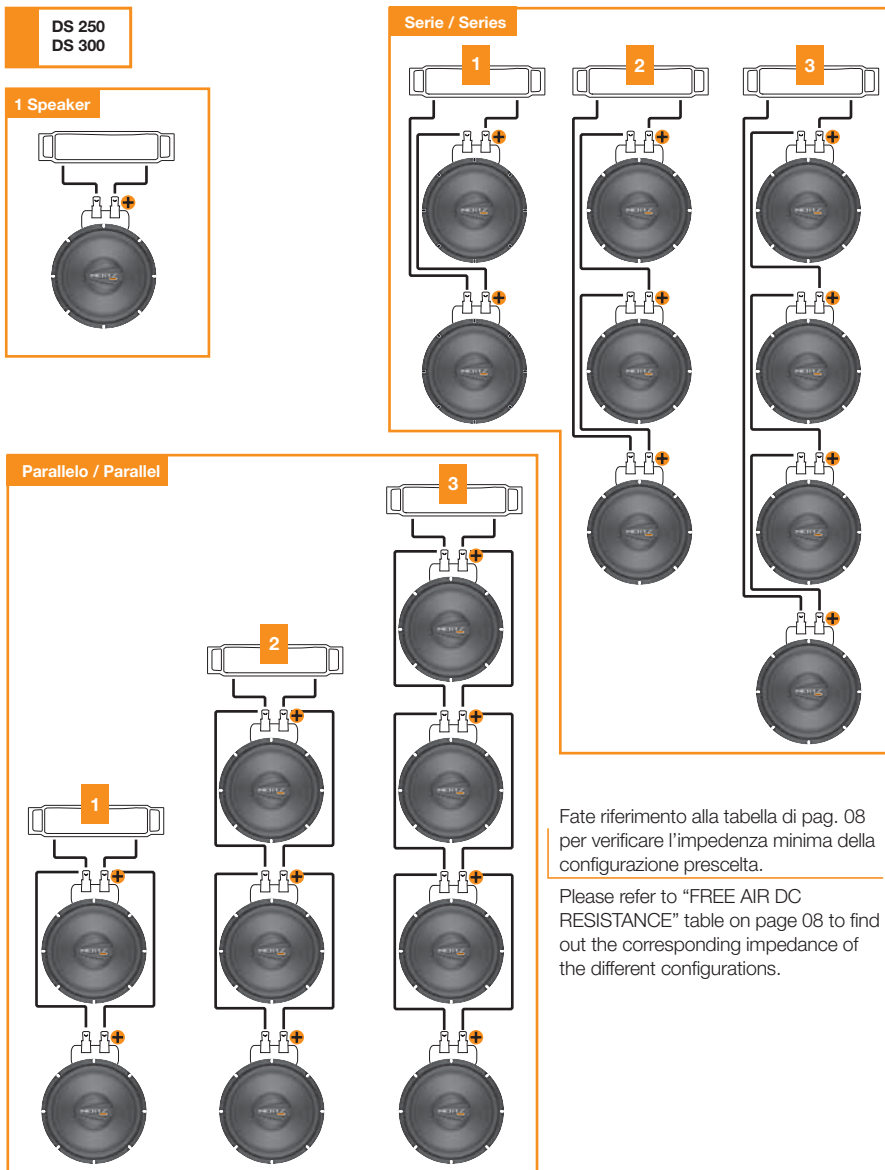 DS 250
DS 300
1 Speaker
Serie / Series
1
2
3
Parallelo / Parallel
1
2
3
Fate riferimento alla tabella di pag. 08
per verificare l’impedenza minima della
configurazione prescelta.
Please refer to “FREE AIR DC
RESISTANCE” table on page 08 to find
out the corresponding impedance of
the different configurations.